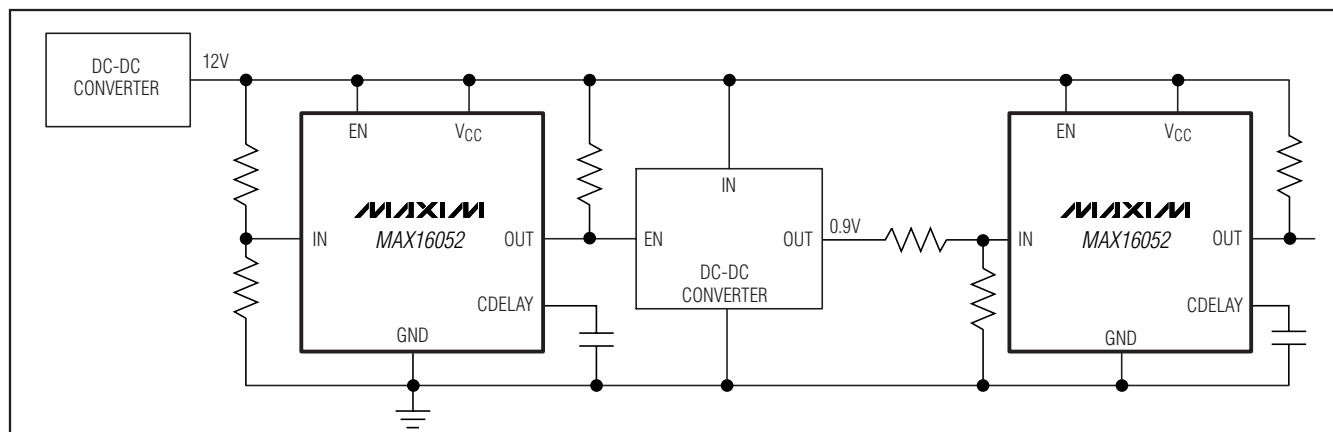 DC-DC
CONVERTER
12V
EN
VCC
MAXIM
MAX16052
IN
OUT
CDELAY
GND
IN
EN
OUT
DC-DC
CONVERTER
0.9V
EN
VCC
MAXIM
MAX16052
IN
OUT
CDELAY
GND